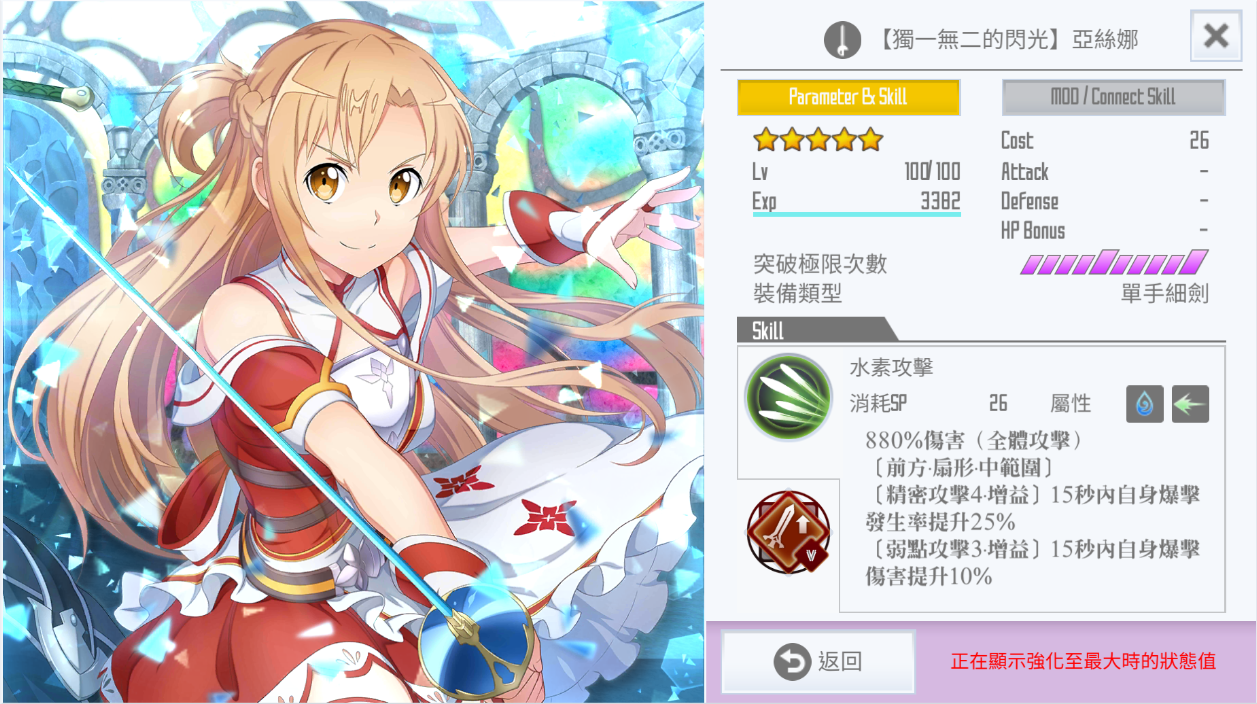 【獨一無二的閃光】亞絲娜
Parameter & Skill
MOD / Connect Skill
Lv 100/100
Exp 3382
Cost 26
Attack -
Defense -
HP Bonus -
突破極限次數
裝備類型 單手細劍
Skill
水素攻擊
消耗SP 26 屬性
880%傷害（全體攻擊）
〔前方·扇形·中範圍〕
〔精密攻擊4·增益〕15秒內自身爆擊
發生率提升25%
〔弱點攻擊3·增益〕15秒內自身爆擊
傷害提升10%
V
返回
正在顯示強化至最大時的狀態值